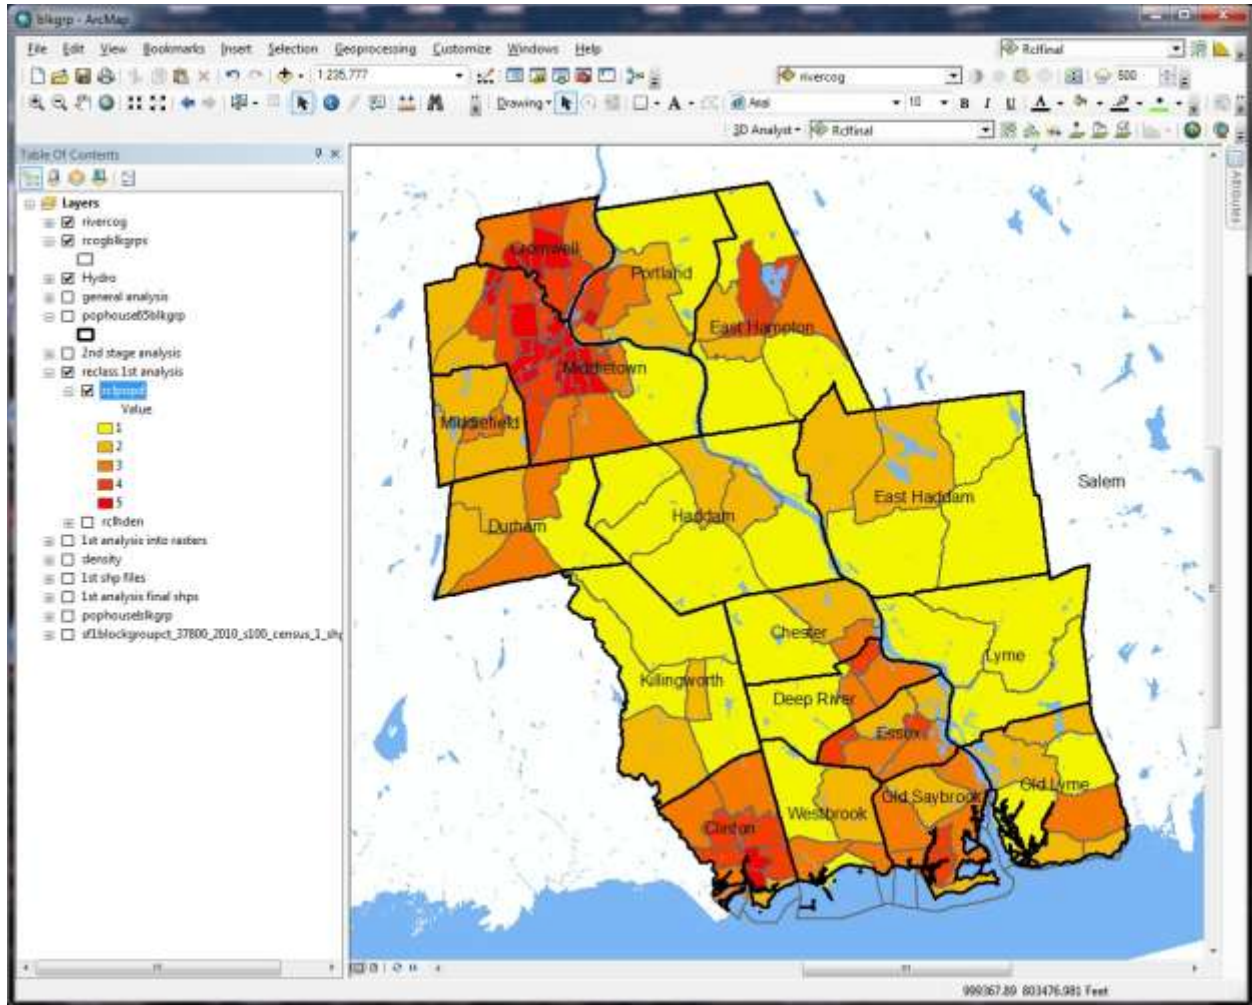 blkgrp - ArcMap
File Edit View Bookmarks Insert Selection Geoprocessing Customize Windows Help
Rclfinal
1:235,777
rivercog
500
Drawing
A
Arial
10
B I U A
3D Analyst
Rclfinal
Table Of Contents
Layers
rivercog
rcogblkgrps
Hydro
general analysis
pophouse65blkgrp
2nd stage analysis
reclass 1st analysis
Value
1
2
3
4
5
rclhden
1st analysis into rasters
density
1st shp files
1st analysis final shps
pophouseblkgrp
sf1blockgroupct_37800_2010_s100_census_1_shp
Cromwell
Portland
East Hampton
Middletown
Middlefield
Salem
East Haddam
Haddam
Durham
Chester
Lyme
Killingworth
Deep River
Essex
Old Lyme
Old Saybrook
Westbrook
Clinton
Attributes
999367.89 803476.981 Feet